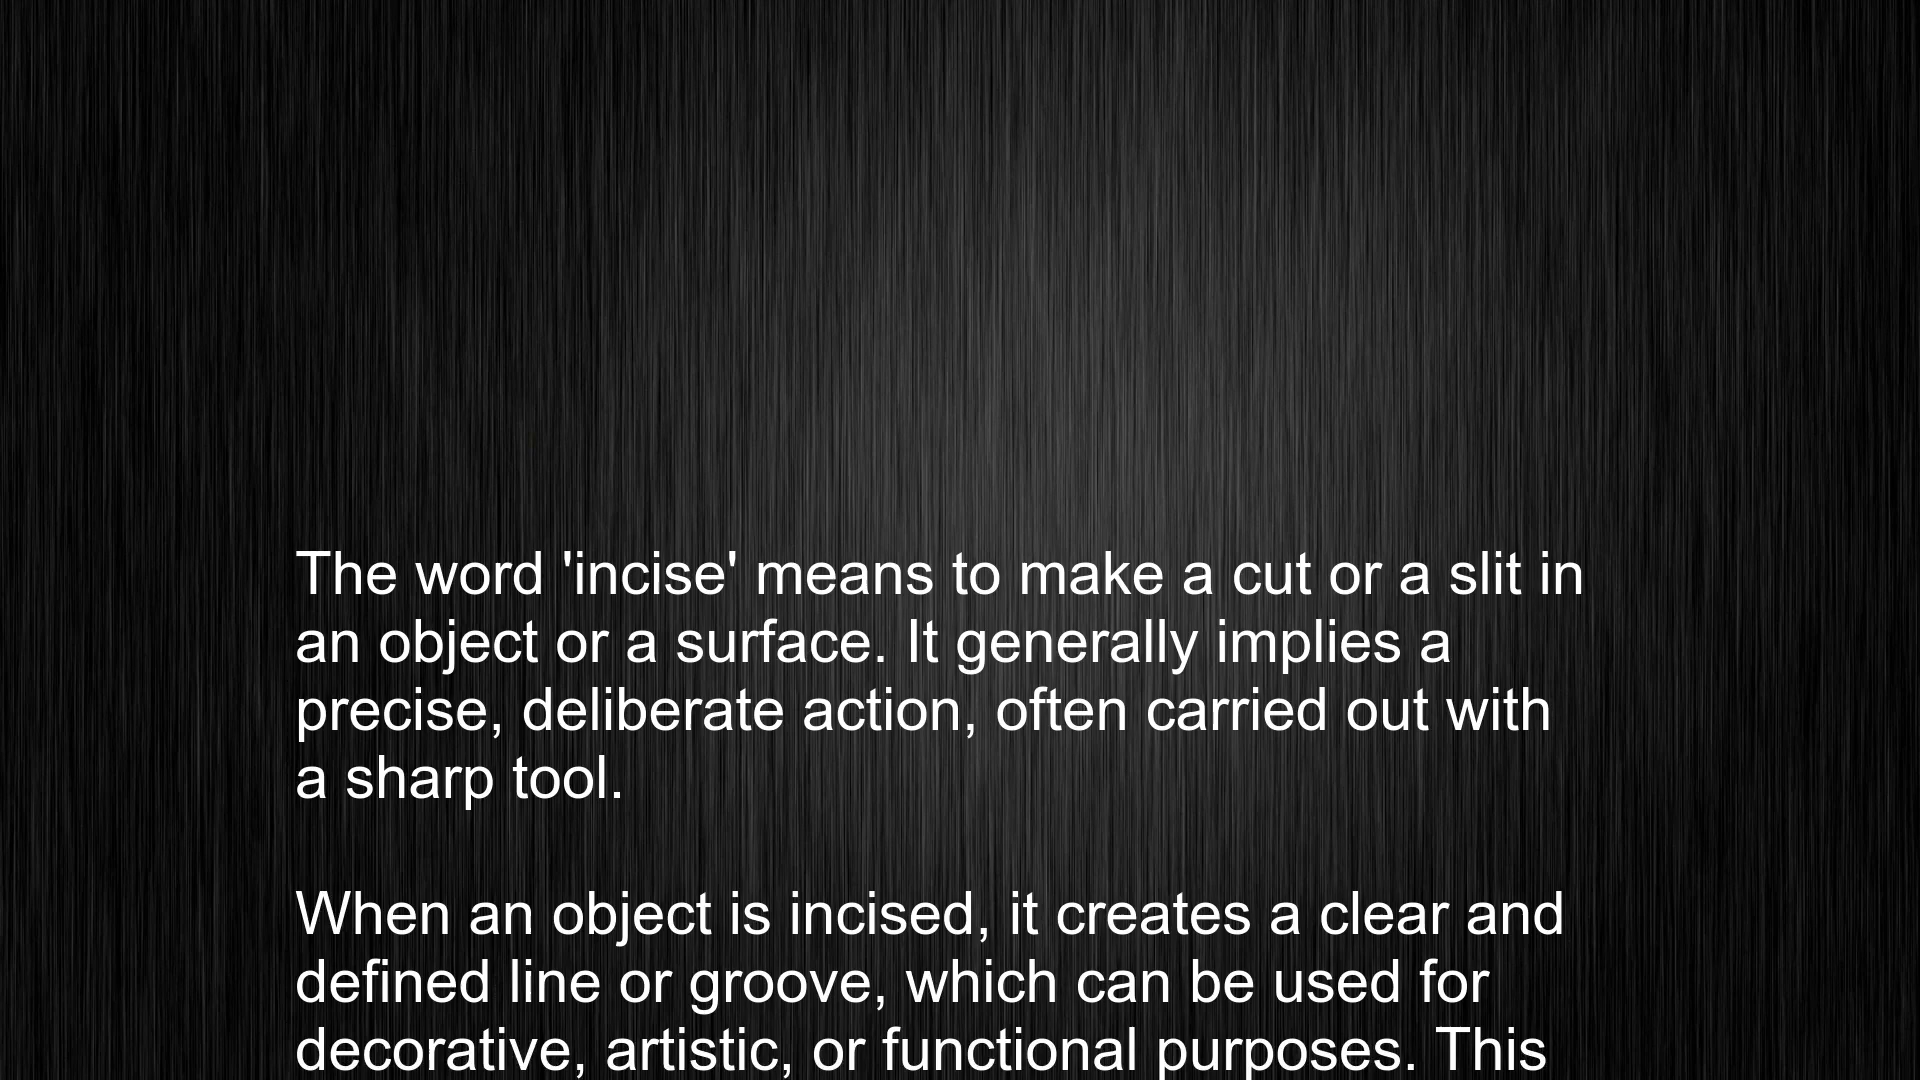 The word 'incise' means to make a cut or a slit in
an object or a surface. It generally implies a
precise, deliberate action, often carried out with
a sharp tool.
When an object is incised, it creates a clear and
defined line or groove, which can be used for
decorative, artistic, or functional purposes. This